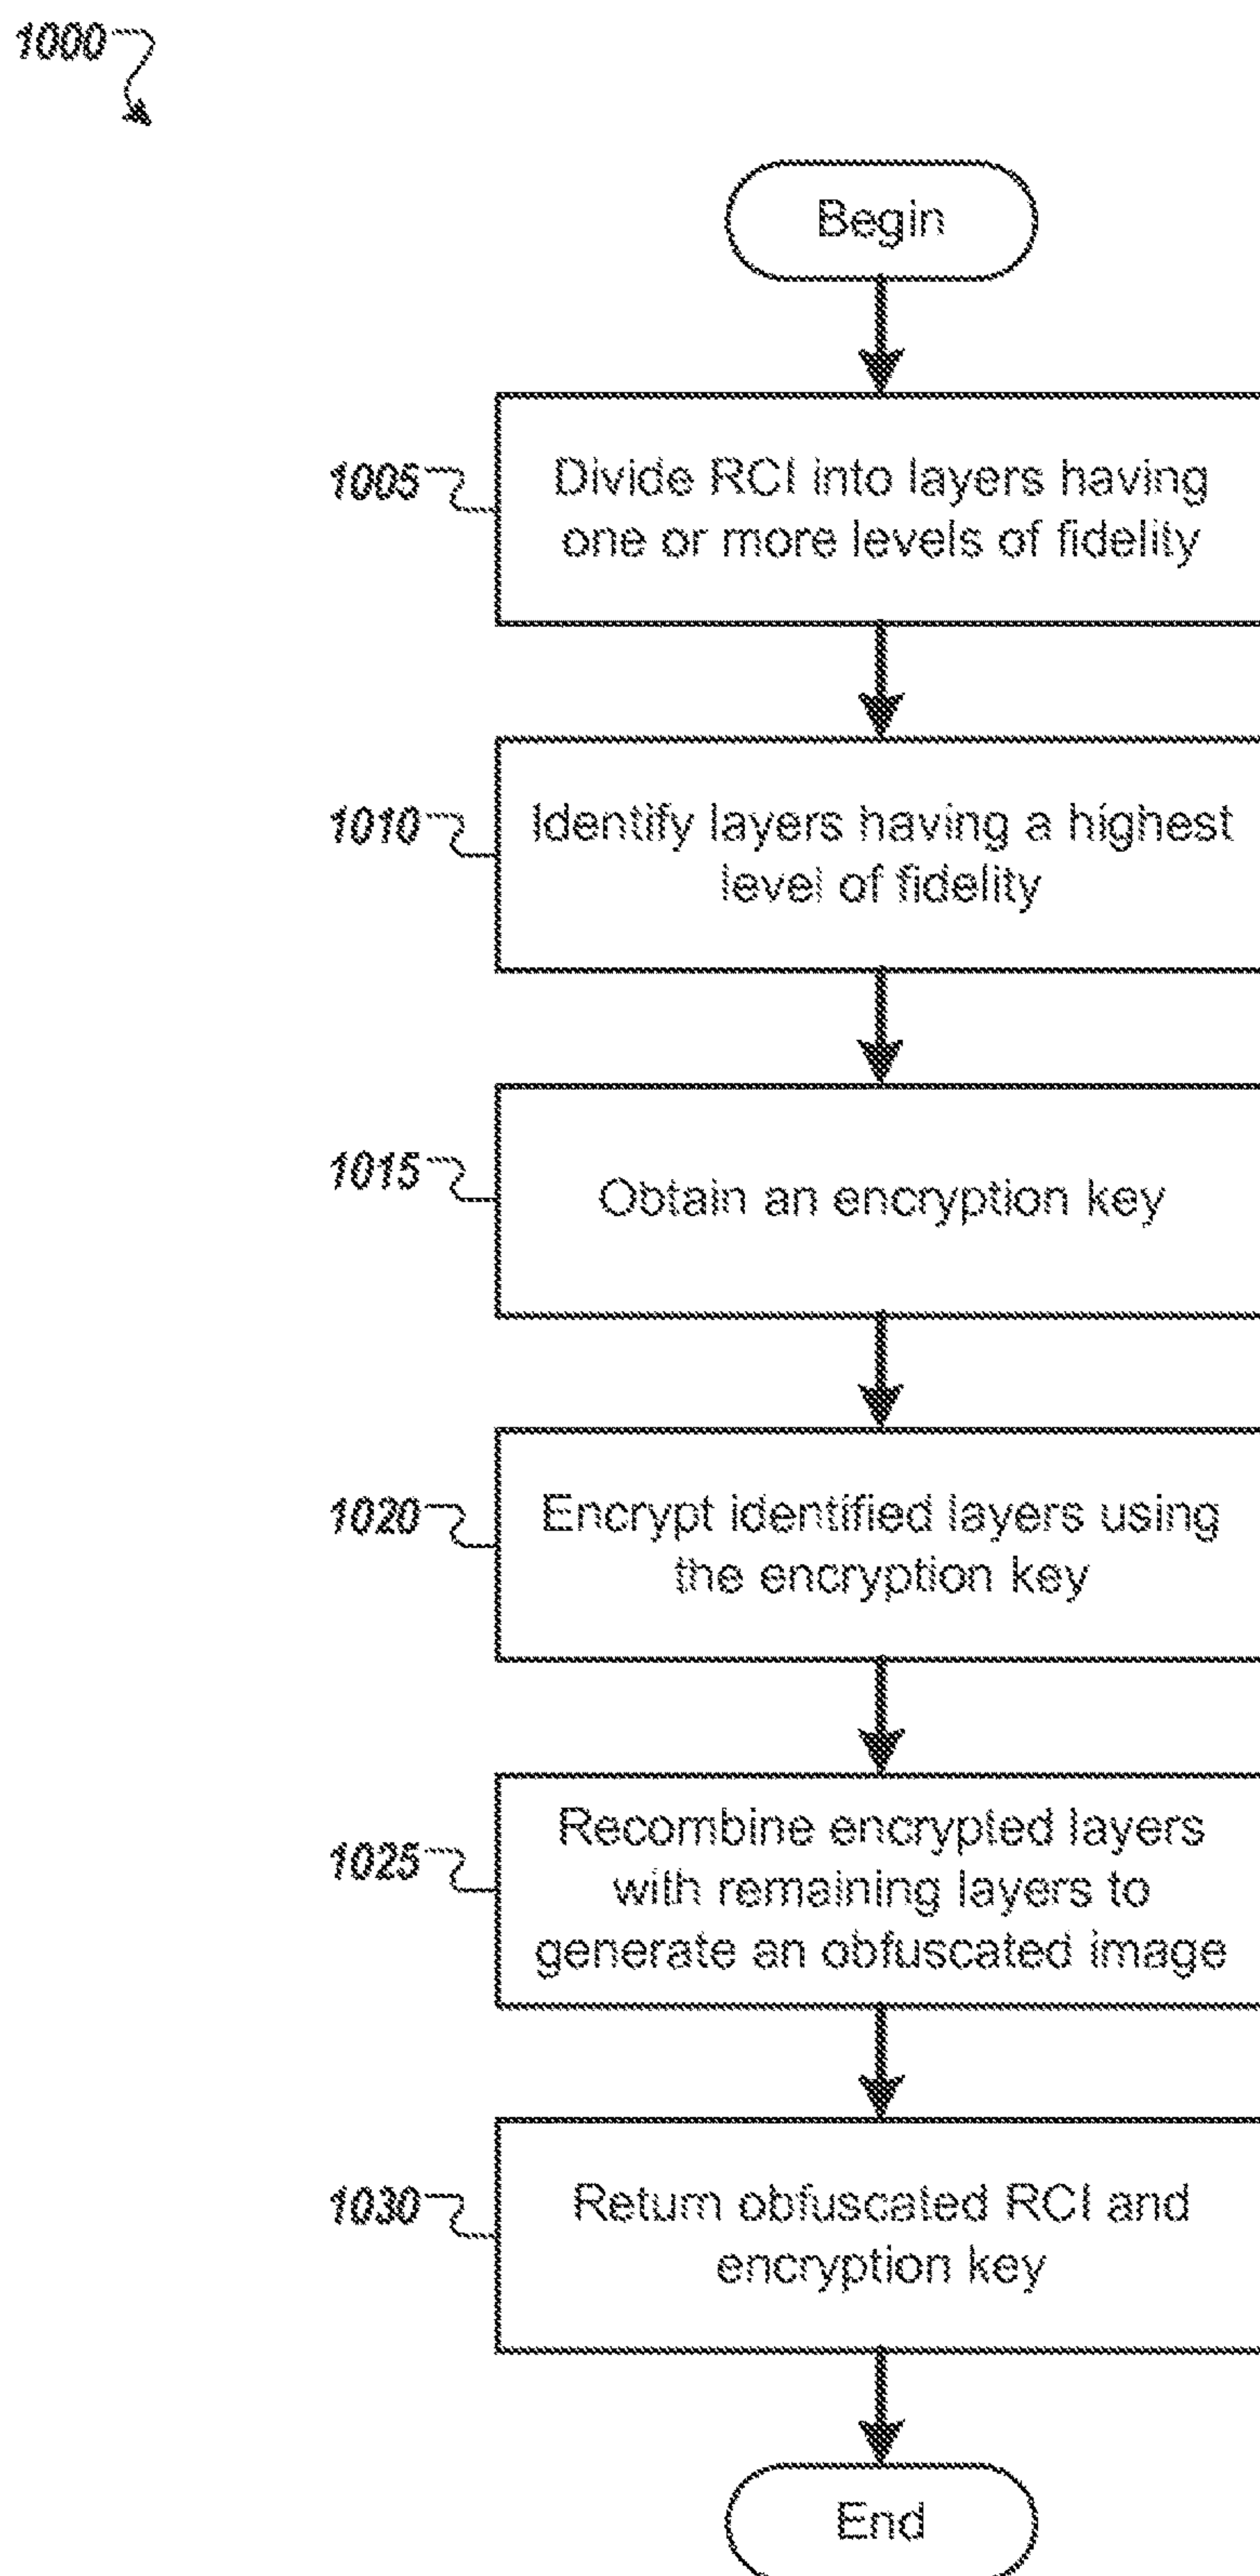 1000
Begin
1005
Divide RCI into layers having
one or more levels of fidelity
1010
Identify layers having a highest
level of fidelity
1015
Obtain an encryption key
1020
Encrypt identified layers using
the encryption key
1025
Recombine encrypted layers
with remaining layers to
generate an obfuscated image
1030
Return obfuscated RCI and
encryption key
End